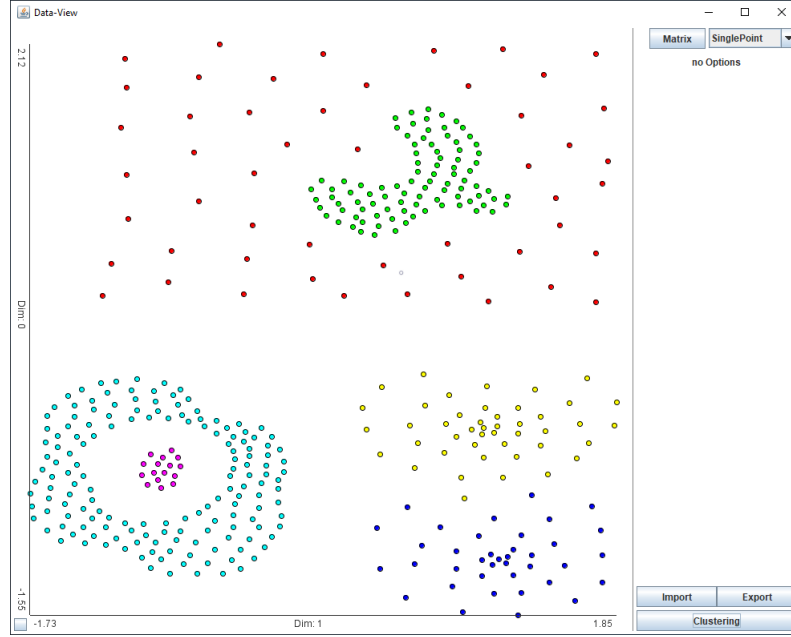 Data-View
Matrix
SinglePoint
no Options
2.12
Dim: 0
-1.55
-1.73
Dim: 1
1.85
Import
Export
Clustering